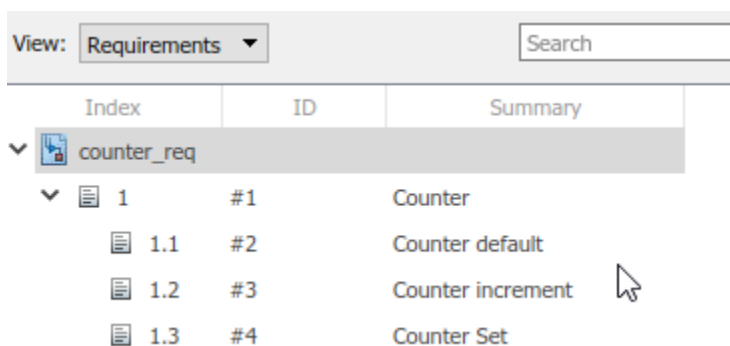 View: Requirements Search
Index ID Summary
counter_req
1 #1 Counter
1.1 #2 Counter default
1.2 #3 Counter increment
1.3 #4 Counter Set